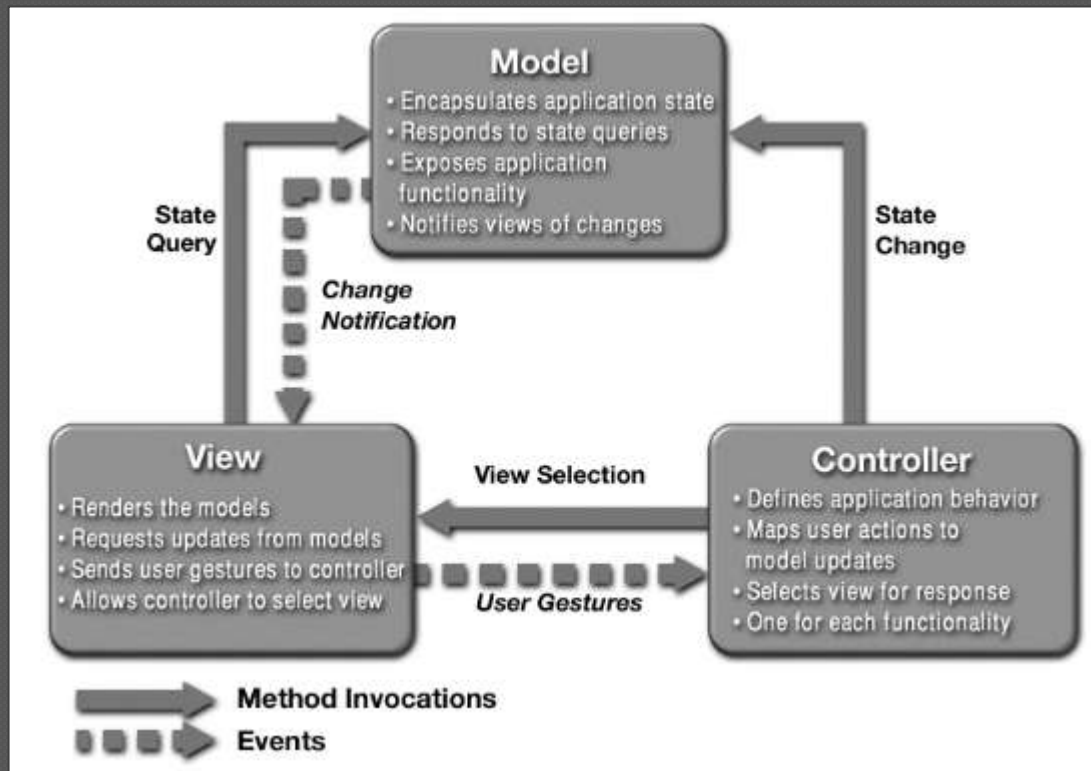 Model
• Encapsulates application state
• Responds to state queries
• Exposes application
functionality
• Notifies views of changes
State
Query
Change
Notification
State
Change
View
• Renders the models
• Requests updates from models
• Sends user gestures to controller
• Allows controller to select view
View Selection
User Gestures
Controller
• Defines application behavior
• Maps user actions to
model updates
• Selects view for response
• One for each functionality
Method Invocations
Events